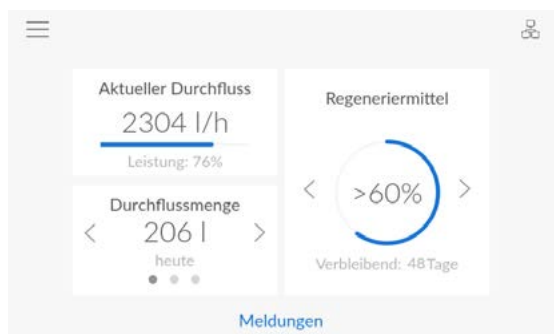 Aktueller Durchfluss
2304 l/h
Leistung: 76%
Durchflussmenge
206 l
heute
Regeneriermittel
>60%
Verbleibend: 48 Tage
Meldungen